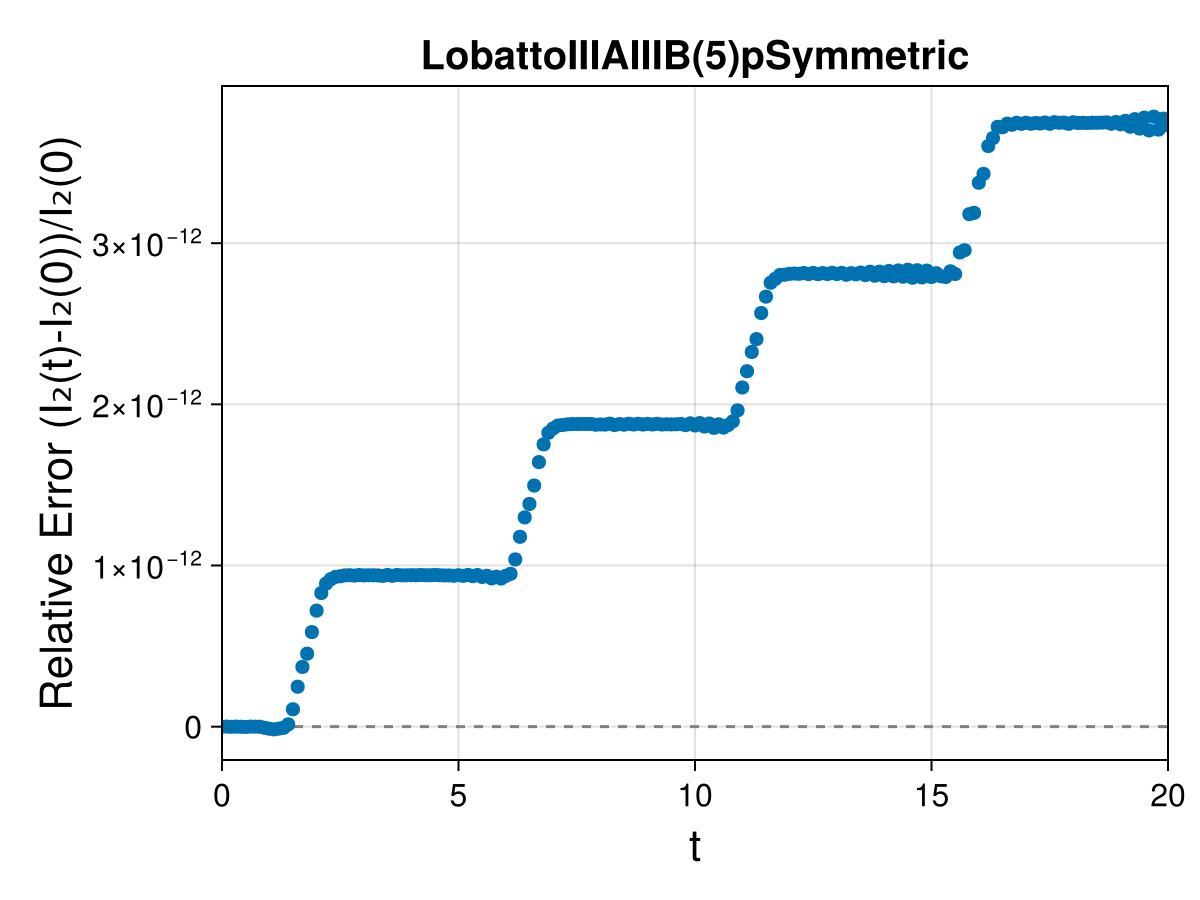 LobattoIIIAIIIB(5)pSymmetric
Relative Error (I₂(t)-I₂(0))/I₂(0)
3×10⁻¹²
2×10⁻¹²
1×10⁻¹²
0
0 5 10 15 20
t